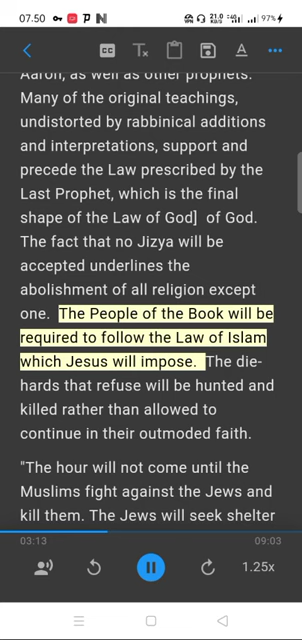 07.50
21.0
KB/S
97%
CC
Aaron, as well as other prophets.
Many of the original teachings,
undistorted by rabbinical additions
and interpretations, support and
precede the Law prescribed by the
Last Prophet, which is the final
shape of the Law of God] of God.
The fact that no Jizya will be
accepted underlines the
abolishment of all religion except
one. The People of the Book will be
required to follow the Law of Islam
which Jesus will impose. The die-
hards that refuse will be hunted and
killed rather than allowed to
continue in their outmoded faith.
"The hour will not come until the
Muslims fight against the Jews and
kill them. The Jews will seek shelter
03:13
09:03
1.25x